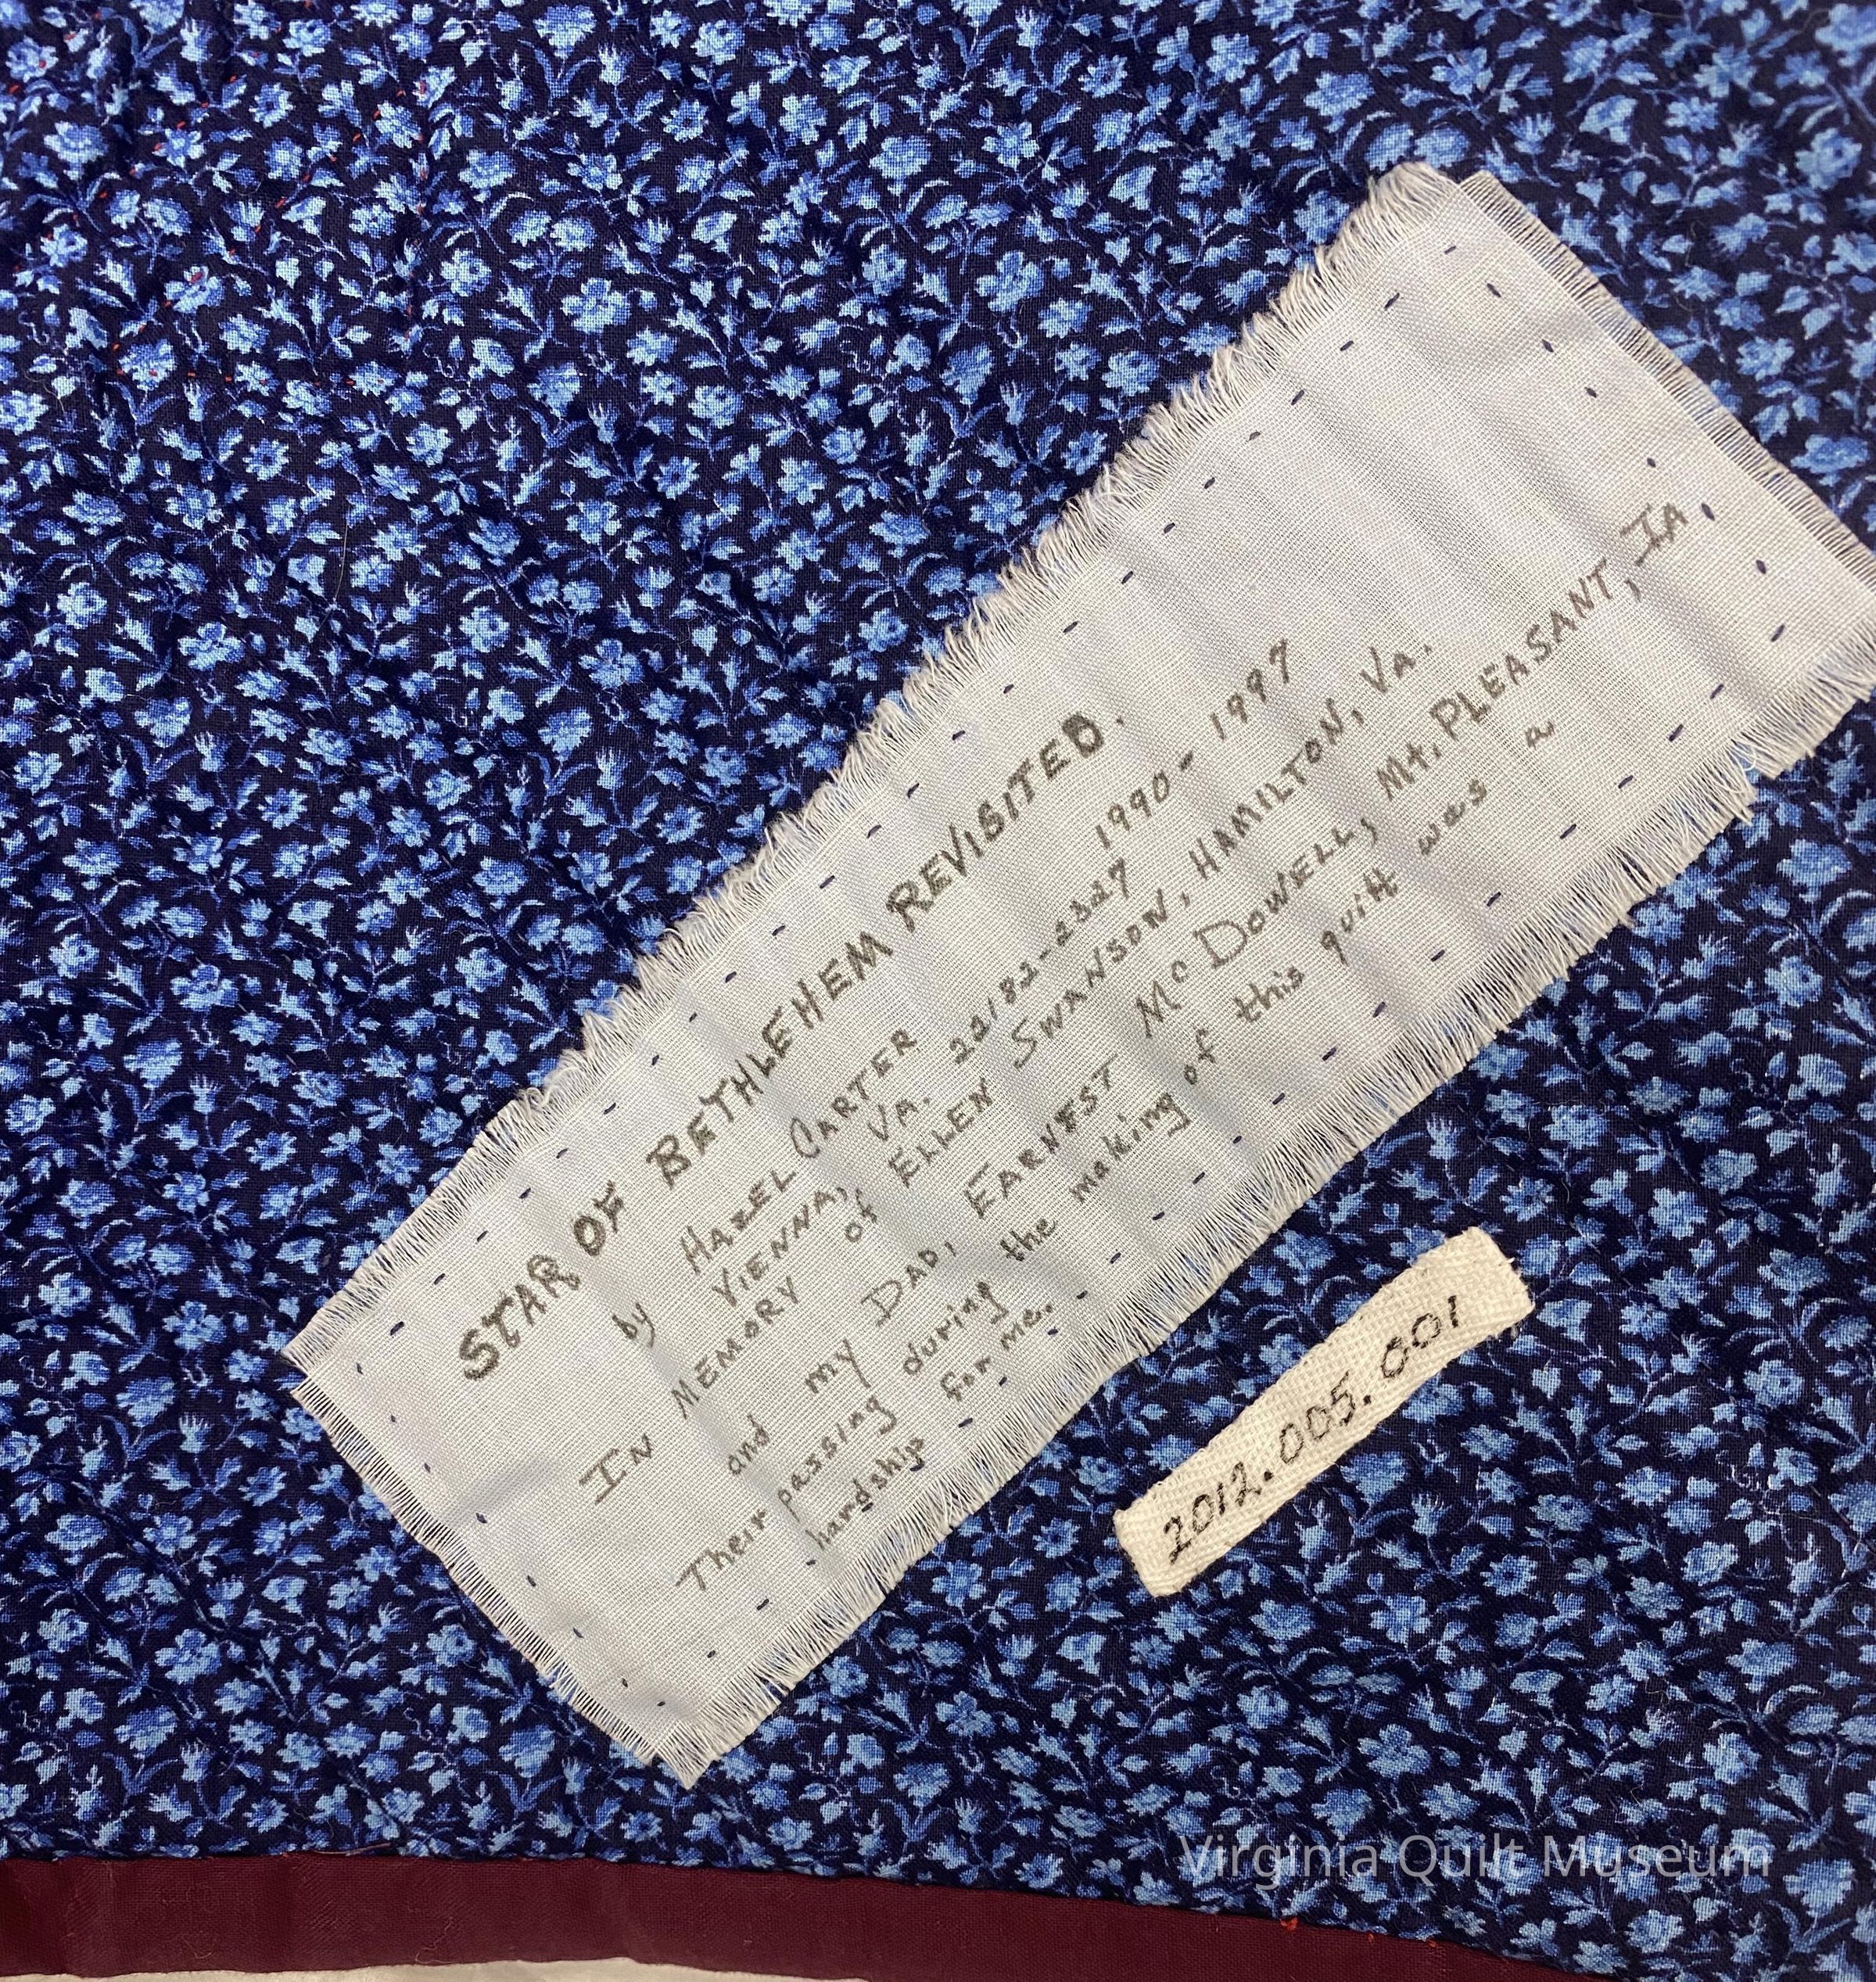 STAR OF BETHLEHEM REVISITED.
by HAZEL CARTER 1990-1997
VIENNA, VA. 22182-2327
IN MEMORY of ELLEN SWANSON, HAMILTON, VA.
and my DAD, EARNEST McDOWELL, Mt. PLEASANT, IA.
Their passing during the making of this quilt was a
hardship for me.
2012.005.001
Virginia Quilt Museum